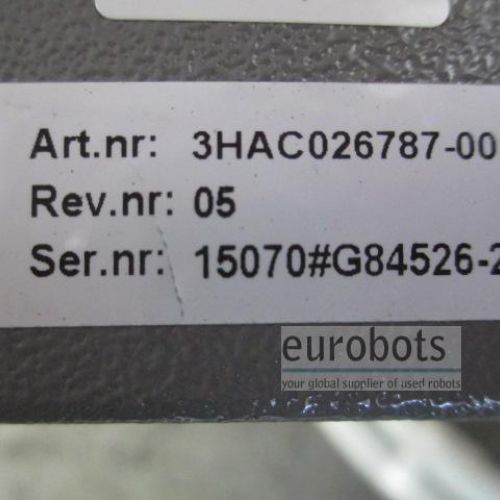 Art.nr: 3HAC026787-00
Rev.nr: 05
Ser.nr: 15070#G84526-2
eurobots
your global supplier of used robots